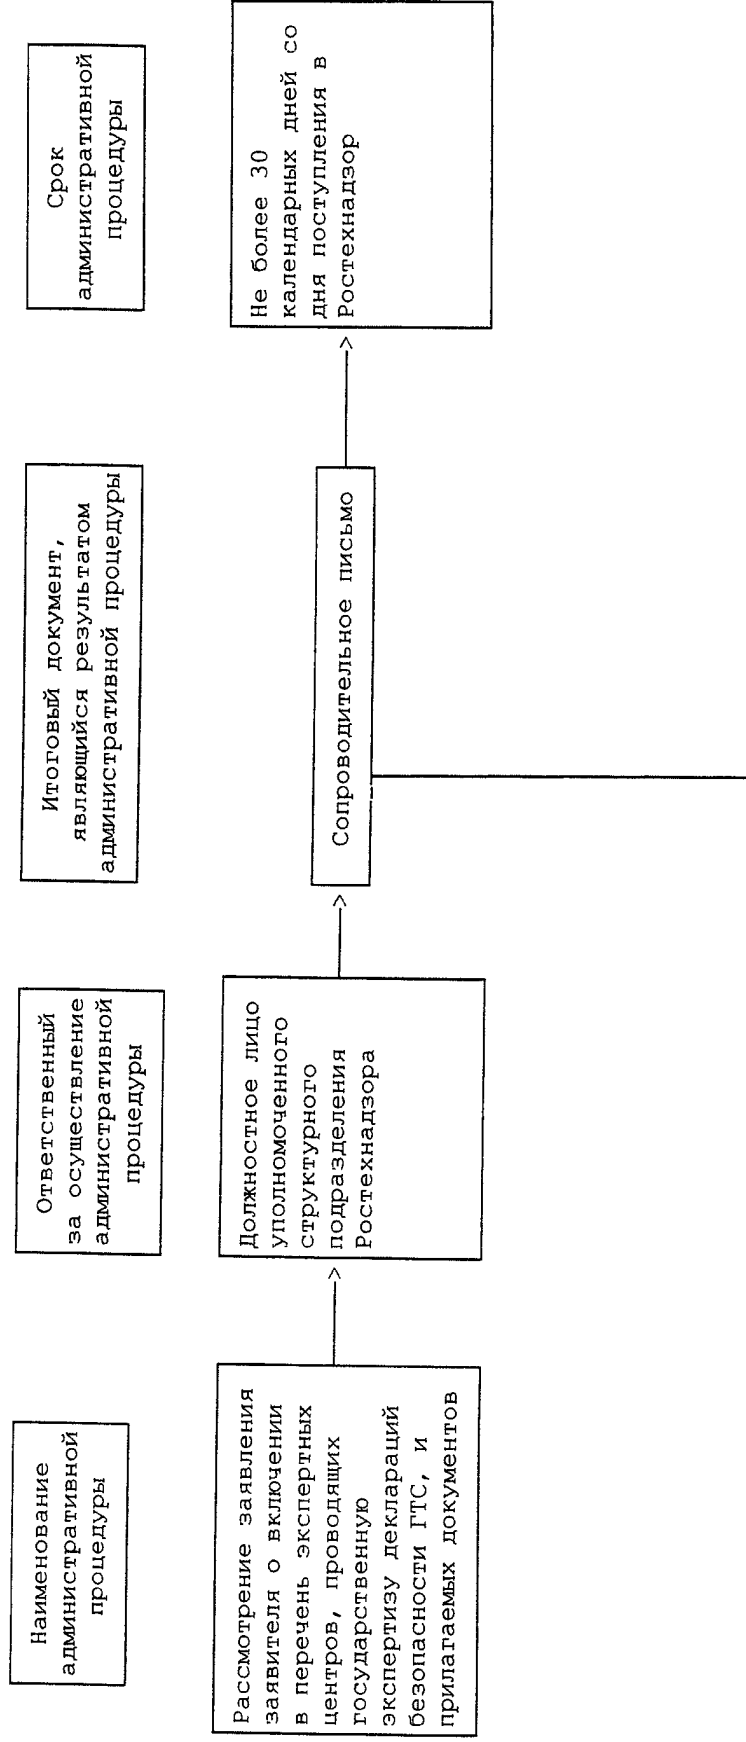 Наименование
административной
процедуры
Ответственный
за осуществление
административной
процедуры
Итоговый документ,
являющийся результатом
административной процедуры
Срок
административной
процедуры
Рассмотрение заявления
заявителя о включении
в перечень экспертных
центров, проводящих
государственную
экспертизу деклараций
безопасности ГТС, и
прилагаемых документов
Должностное лицо
уполномоченного
структурного
подразделения
Ростехнадзора
Сопроводительное письмо
Не более 30
календарных дней со
дня поступления в
Ростехнадзор